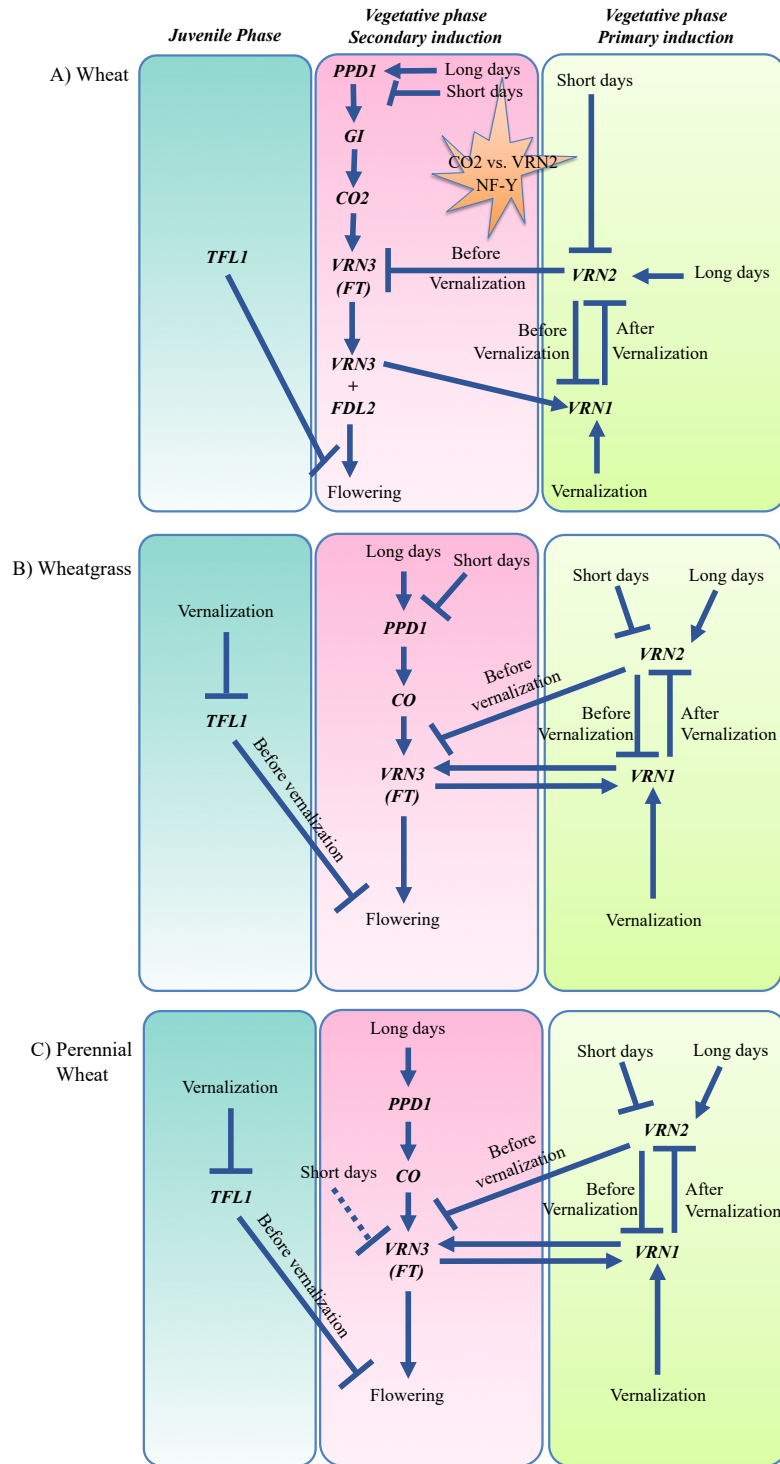 Juvenile Phase
Vegetative phase
Secondary induction
Vegetative phase
Primary induction
A) Wheat
PPD1
Long days
Short days
GI
CO2 vs. VRN2
NF-Y
CO2
TFL1
VRN3
(FT)
Before
Vernalization
Short days
VRN2
Long days
Before
Vernalization
After
Vernalization
VRN3
+
FDL2
VRN1
Flowering
Vernalization
B) Wheatgrass
Vernalization
TFL1
Before vernalization
Long days
Short days
PPD1
CO
Before
vernalization
VRN3
(FT)
Flowering
Short days
Long days
VRN2
Before
Vernalization
After
Vernalization
VRN1
Vernalization
C) Perennial
Wheat
Vernalization
TFL1
Before vernalization
Long days
PPD1
CO
Short days
Before
vernalization
VRN3
(FT)
Flowering
Short days
Long days
VRN2
Before
Vernalization
After
Vernalization
VRN1
Vernalization